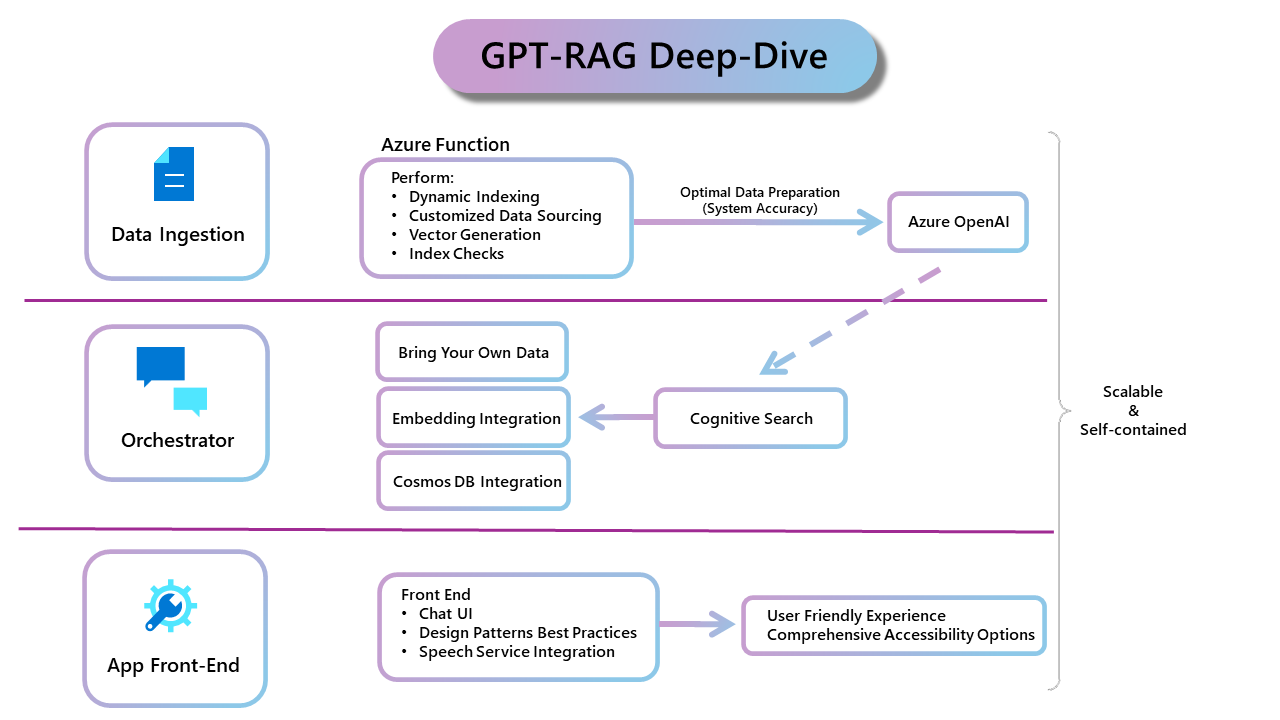 GPT-RAG Deep-Dive
Data Ingestion
Azure Function
Perform:
• Dynamic Indexing
• Customized Data Sourcing
• Vector Generation
• Index Checks
Optimal Data Preparation
(System Accuracy)
Azure OpenAI
Orchestrator
Bring Your Own Data
Embedding Integration
Cosmos DB Integration
Cognitive Search
App Front-End
Front End
• Chat UI
• Design Patterns Best Practices
• Speech Service Integration
User Friendly Experience
Comprehensive Accessibility Options
Scalable
&
Self-contained